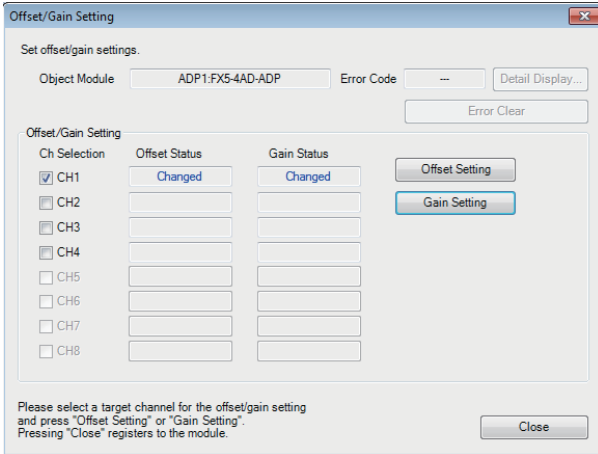 Offset/Gain Setting
Set offset/gain settings.
Object Module ADP1:FX5-4AD-ADP Error Code --- Detail Display...
Error Clear
Offset/Gain Setting
Ch Selection Offset Status Gain Status
CH1 Changed Changed Offset Setting
CH2 Gain Setting
CH3
CH4
CH5
CH6
CH7
CH8
Please select a target channel for the offset/gain setting
and press "Offset Setting" or "Gain Setting".
Pressing "Close" registers to the module.
Close